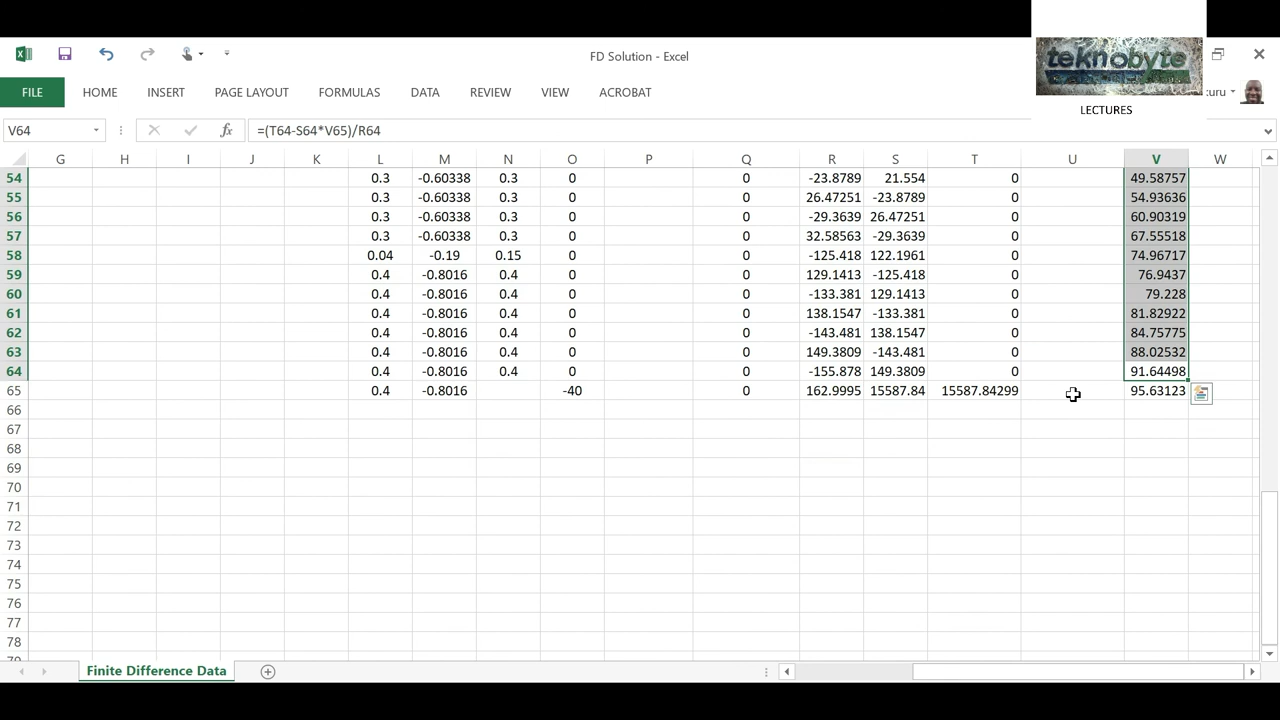 FD Solution - Excel
teknobyte
LECTURES
FILE HOME INSERT PAGE LAYOUT FORMULAS DATA REVIEW VIEW ACROBAT uru
V64 fx =(T64-S64*V65)/R64
G H I J K L M N O P Q R S T U V W
54 0.3 -0.60338 0.3 0 0 -23.8789 21.554 0 49.58757
55 0.3 -0.60338 0.3 0 0 26.47251 -23.8789 0 54.93636
56 0.3 -0.60338 0.3 0 0 -29.3639 26.47251 0 60.90319
57 0.3 -0.60338 0.3 0 0 32.58563 -29.3639 0 67.55518
58 0.04 -0.19 0.15 0 0 -125.418 122.1961 0 74.96717
59 0.4 -0.8016 0.4 0 0 129.1413 -125.418 0 76.9437
60 0.4 -0.8016 0.4 0 0 -133.381 129.1413 0 79.228
61 0.4 -0.8016 0.4 0 0 138.1547 -133.381 0 81.82922
62 0.4 -0.8016 0.4 0 0 -143.481 138.1547 0 84.75775
63 0.4 -0.8016 0.4 0 0 149.3809 -143.481 0 88.02532
64 0.4 -0.8016 0.4 0 0 -155.878 149.3809 0 91.64498
65 0.4 -0.8016 -40 0 162.9995 15587.84 15587.84299 95.63123
66
67
68
69
70
71
72
73
74
75
76
77
78
Finite Difference Data